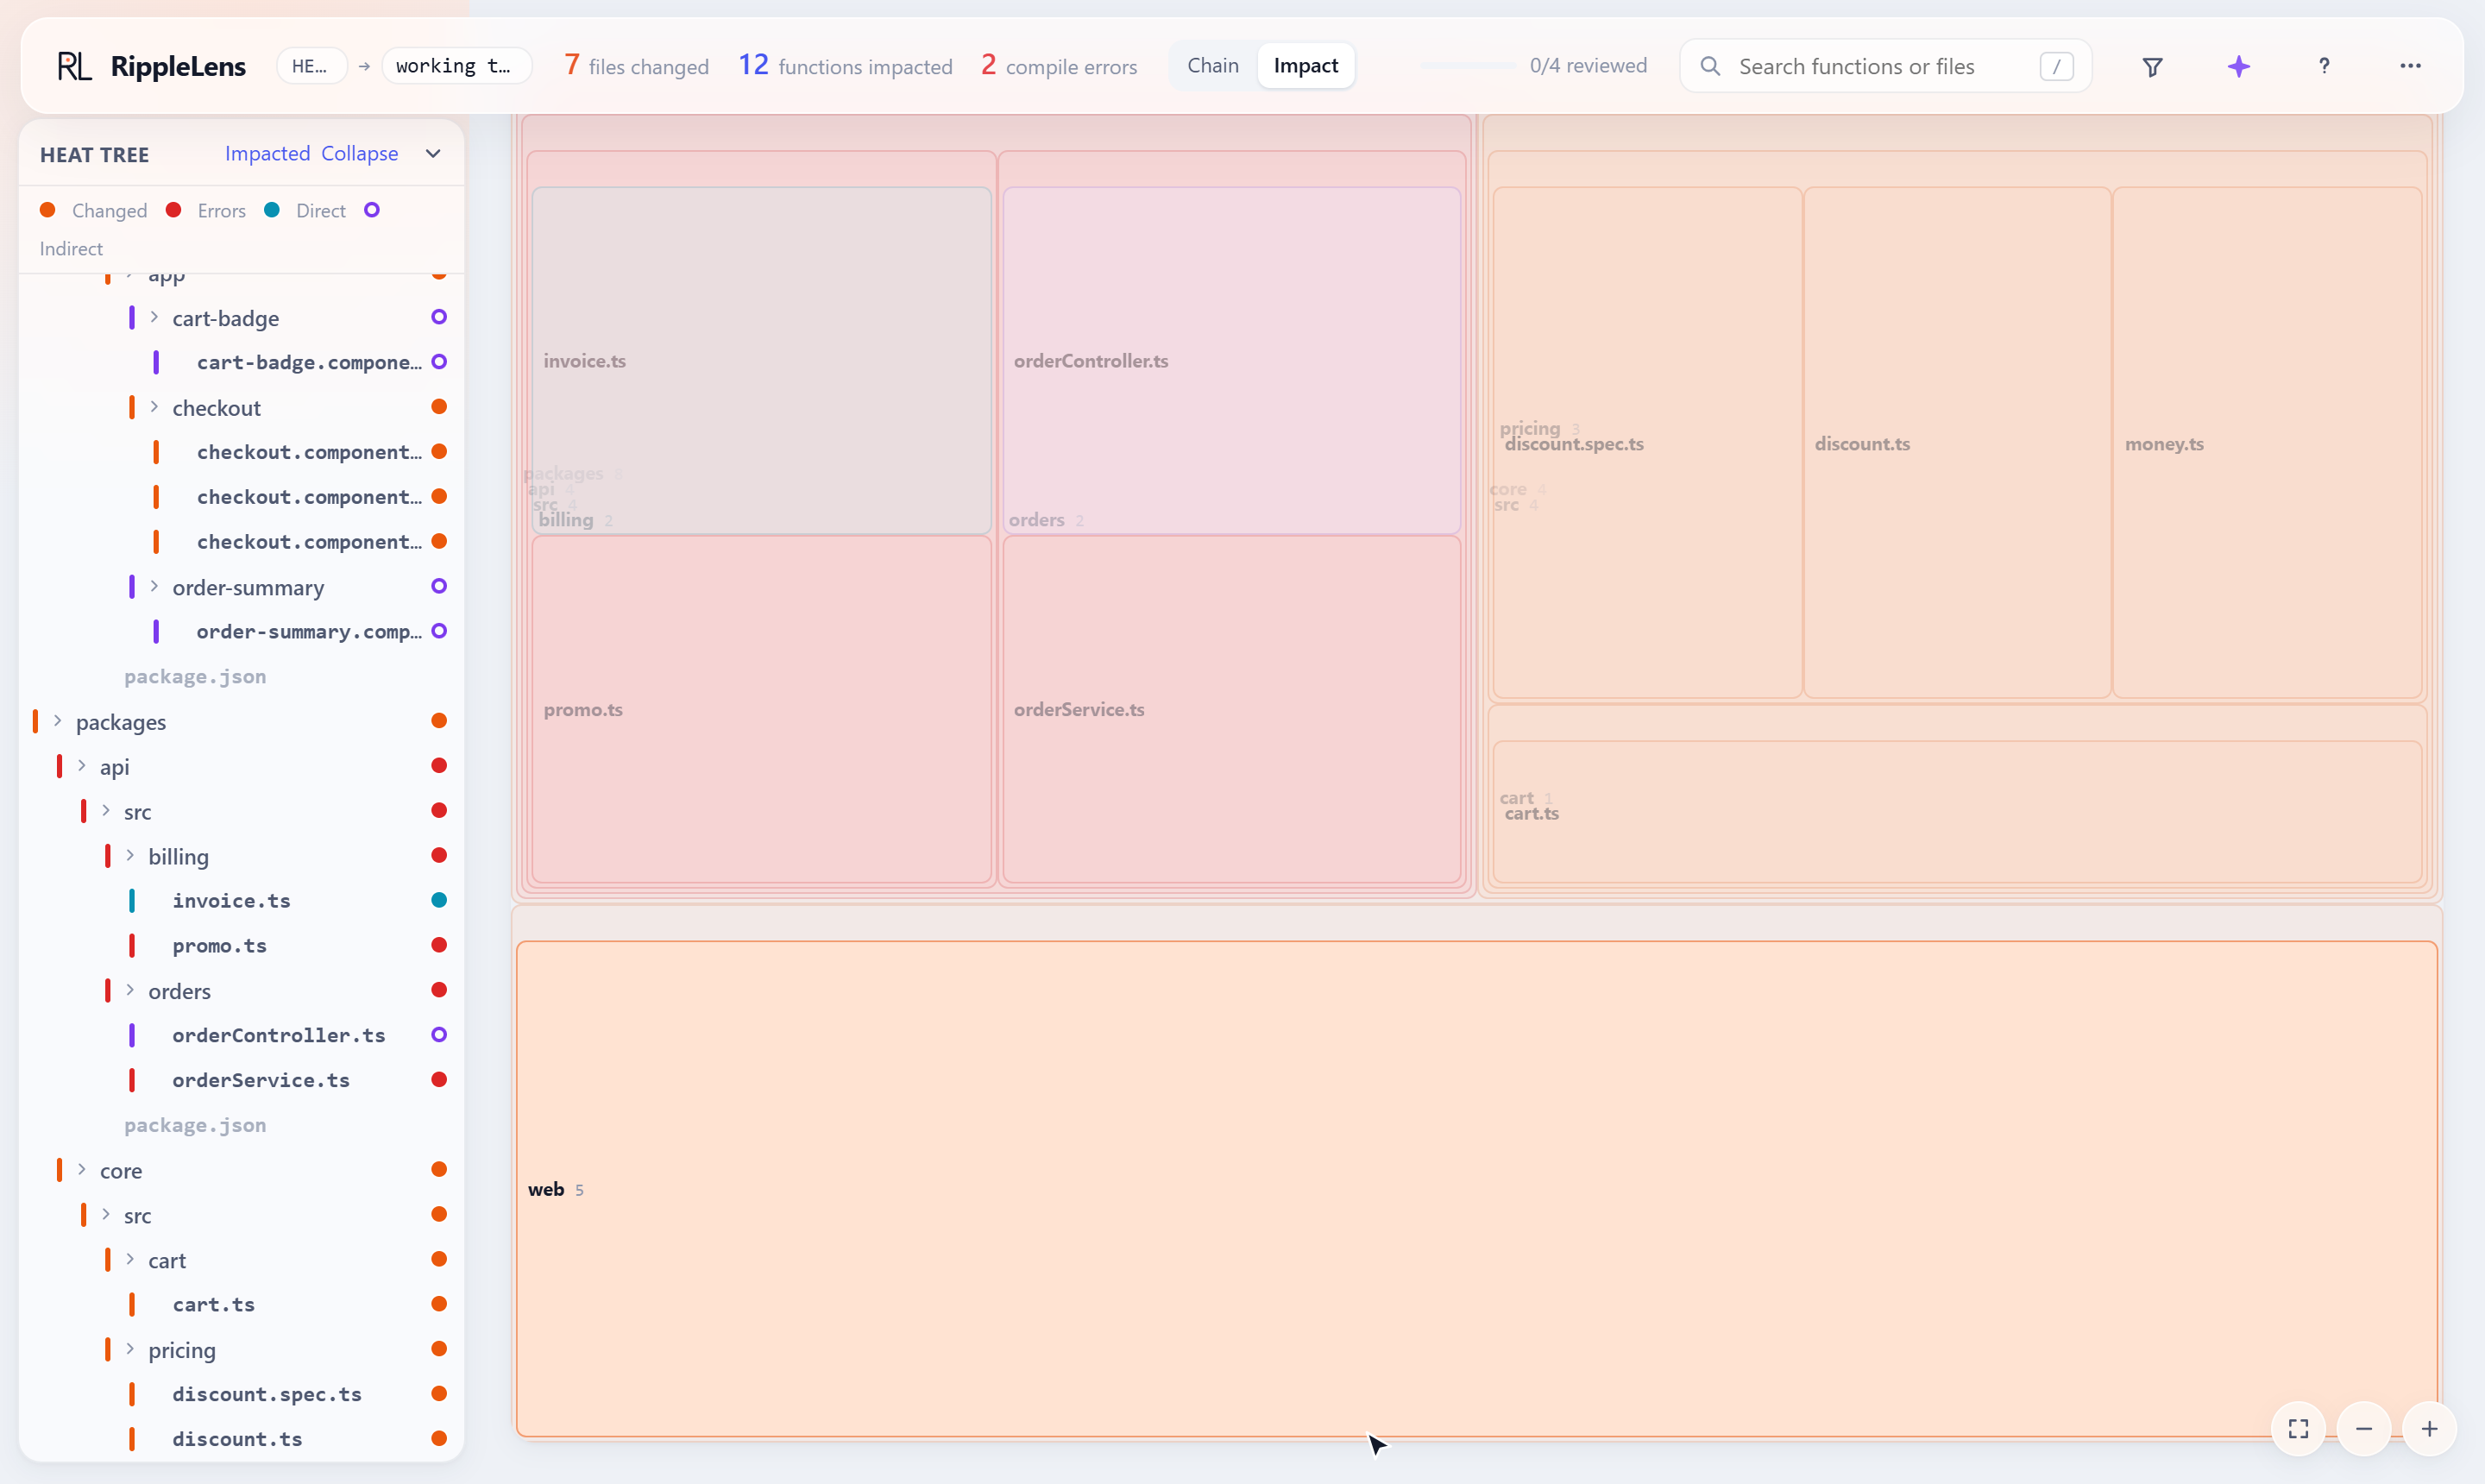 RL RippleLens HE... → working t... 7 files changed 12 functions impacted 2 compile errors Chain Impact 0/4 reviewed Search functions or files / ?
HEAT TREE Impacted Collapse
Changed Errors Direct
Indirect
app
cart-badge
cart-badge.compone...
checkout
checkout.component...
checkout.component...
checkout.component...
order-summary
order-summary.comp...
package.json
packages
api
src
billing
invoice.ts
promo.ts
orders
orderController.ts
orderService.ts
package.json
core
src
cart
cart.ts
pricing
discount.spec.ts
discount.ts
invoice.ts
orderController.ts
packages
api 4
src 4
billing 2
orders 2
promo.ts
orderService.ts
pricing 3
discount.spec.ts
discount.ts
money.ts
core 4
src 4
cart 1
cart.ts
web 5